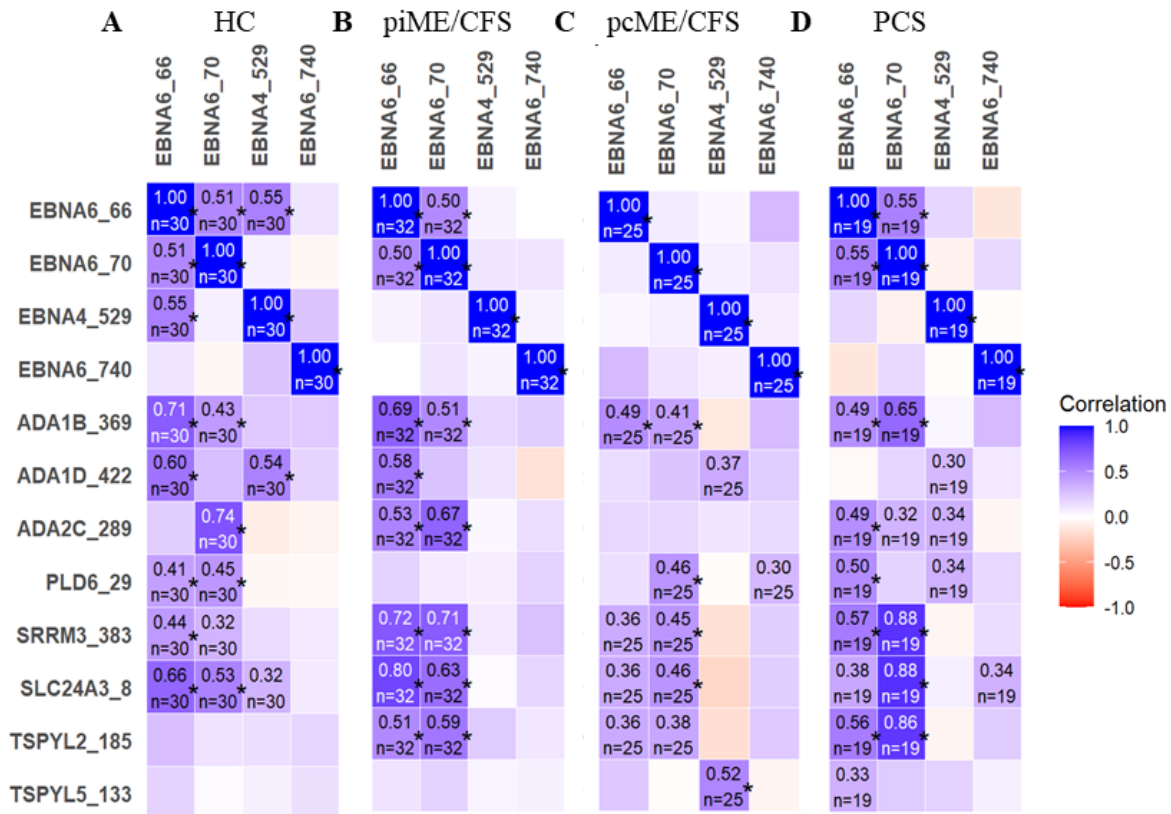 A HC B piME/CFS C pcME/CFS D PCS
EBNA6_66 EBNA6_70 EBNA4_529 EBNA6_740 EBNA6_66 EBNA6_70 EBNA4_529 EBNA6_740 EBNA6_66 EBNA6_70 EBNA4_529 EBNA6_740 EBNA6_66 EBNA6_70 EBNA4_529 EBNA6_740
EBNA6_66 1.00 0.51 0.55 1.00 0.50 1.00 1.00 0.55
n=30* n=30* n=30* n=32* n=32* n=25* n=19* n=19*
EBNA6_70 0.51 1.00 0.50 1.00 1.00 0.55 1.00
n=30* n=30* n=32* n=32* n=25* n=19* n=19*
EBNA4_529 0.55 1.00 1.00 1.00 1.00
n=30* n=30* n=32* n=25* n=19*
EBNA6_740 1.00 1.00 1.00 1.00
n=30* n=32* n=25* n=19*
ADA1B_369 0.71 0.43 0.69 0.51 0.49 0.41 0.49 0.65
n=30* n=30* n=32* n=32* n=25* n=25* n=19* n=19*
ADA1D_422 0.60 0.54 0.58 0.37 0.30
n=30* n=30* n=32* n=25 n=19
ADA2C_289 0.74 0.53 0.67 0.49 0.32 0.34
n=30* n=32* n=32* n=19* n=19 n=19
PLD6_29 0.41 0.45 0.46 0.30 0.50 0.34
n=30* n=30* n=25* n=25 n=19* n=19
SRRM3_383 0.44 0.32 0.72 0.71 0.36 0.45 0.57 0.88
n=30* n=30 n=32* n=32* n=25 n=25* n=19* n=19*
SLC24A3_8 0.66 0.53 0.32 0.80 0.63 0.36 0.46 0.38 0.88 0.34
n=30* n=30* n=30 n=32* n=32* n=25 n=25* n=19 n=19* n=19
TSPYL2_185 0.51 0.59 0.36 0.38 0.56 0.86
n=32* n=32* n=25 n=25 n=19* n=19*
TSPYL5_133 0.52 0.33
n=25* n=19
Correlation
1.0
0.5
0.0
-0.5
-1.0